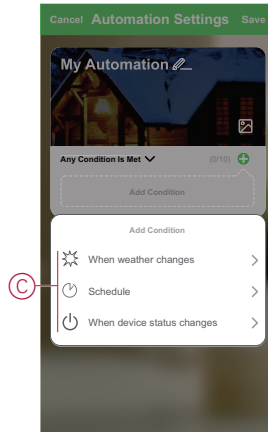 Cancel Automation Settings Save
My Automation
Any Condition Is Met (0/10)
Add Condition
Add Condition
When weather changes
C
Schedule
When device status changes